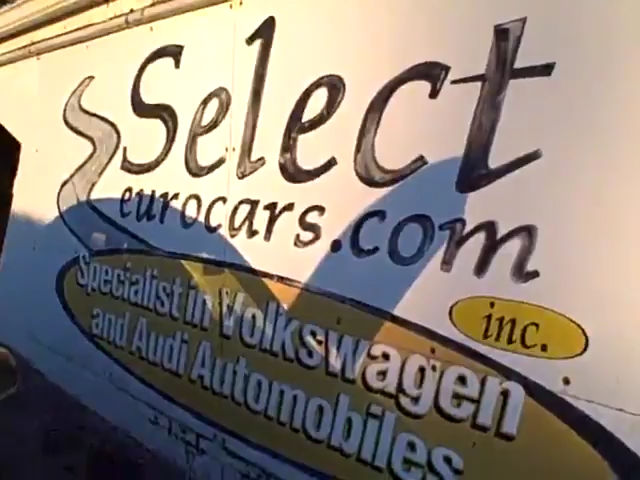 Select
eurocars.com
inc.
Specialist in Volkswagen
and Audi Automobiles